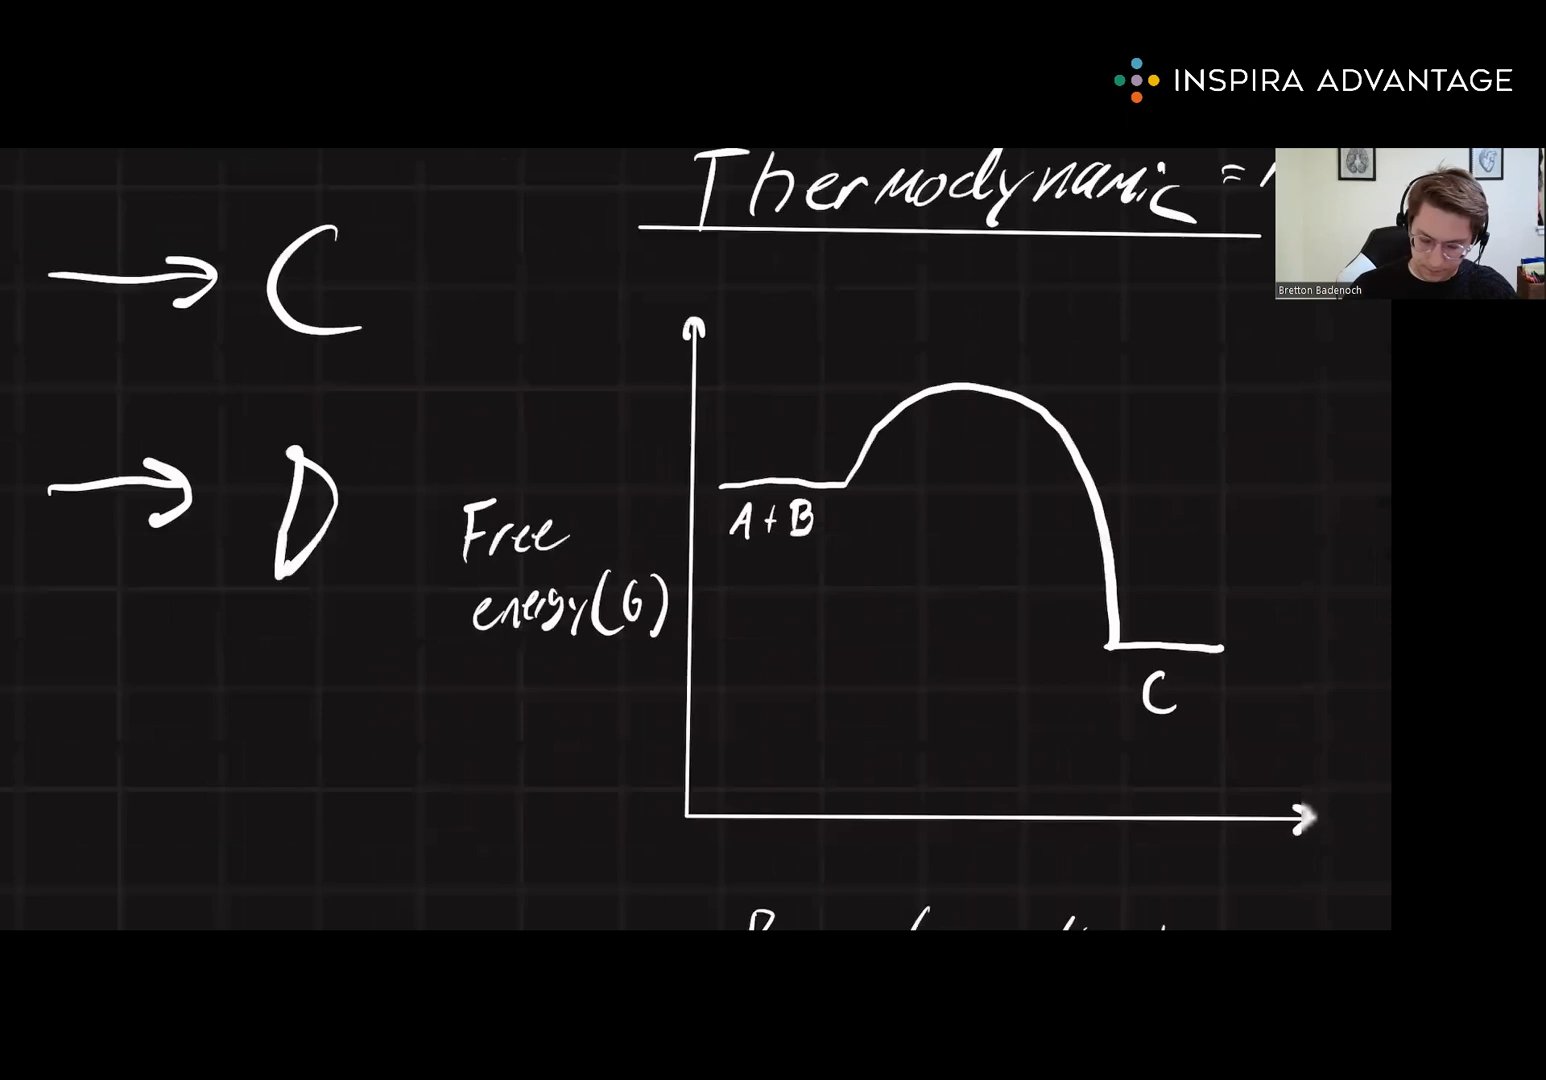 INSPIRA ADVANTAGE
Thermodynamic =
Bretton Badenoch
→ C
→ D
Free
energy(G)
A + B
C